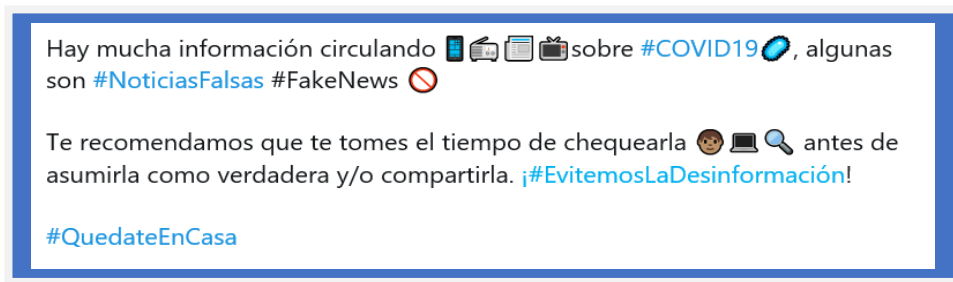 Hay mucha información circulando 📱📻📰📺sobre #COVID19🦠, algunas
son #NoticiasFalsas #FakeNews 🚫
Te recomendamos que te tomes el tiempo de chequearla 🧒🏽💻🔍 antes de
asumirla como verdadera y/o compartirla. ¡#EvitemosLaDesinformación!
#QuedateEnCasa